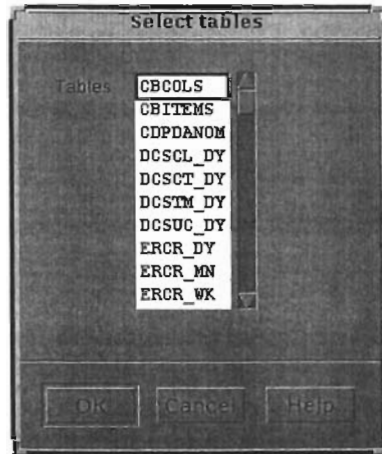 Select tables
Tables
CBCOLS
CBITEMS
CDPDANOM
DCSCL_DY
DCSCT_DY
DCSTM_DY
DCSUC_DY
ERCR_DY
ERCR_MN
ERCR_WK
OK Cancel Help